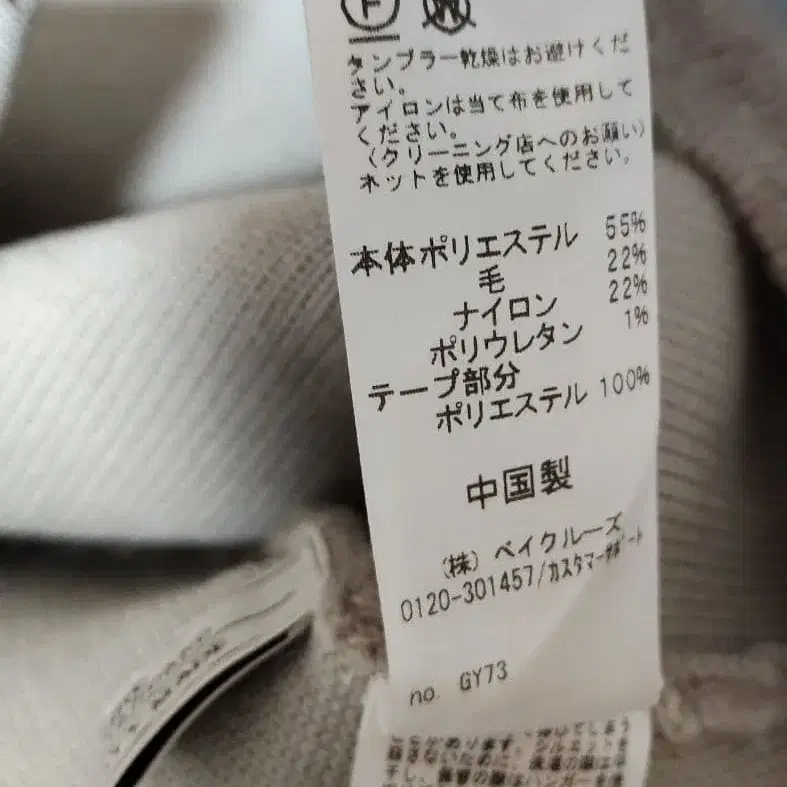 F W
タンブラー乾燥はお避けくだ
さい。
アイロンは当て布を使用して
ください。
(クリーニング店へのお願い)
ネットを使用してください。
本体ポリエステル 55%
毛 22%
ナイロン 22%
ポリウレタン 1%
テープ部分
ポリエステル 100%
中国製
(株) ベイクルーズ
0120-301457/カスタマーサポート
no. GY73